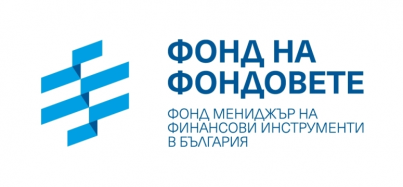 ФОНД НА
ФОНДОВЕТЕ
ФОНД МЕНИДЖЪР НА
ФИНАНСОВИ ИНСТРУМЕНТИ
В БЪЛГАРИЯ